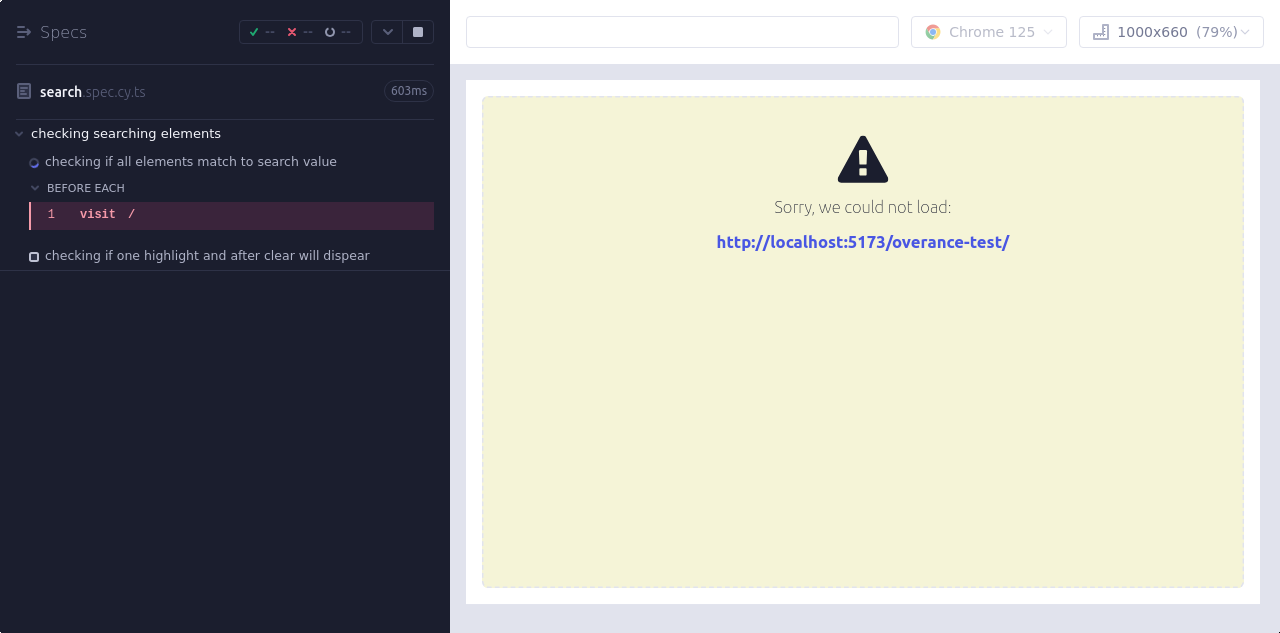 Specs
-- -- --
search.spec.cy.ts
603ms
checking searching elements
checking if all elements match to search value
BEFORE EACH
1 visit /
checking if one highlight and after clear will dispear
Chrome 125
1000x660 (79%)
Sorry, we could not load:
http://localhost:5173/overance-test/